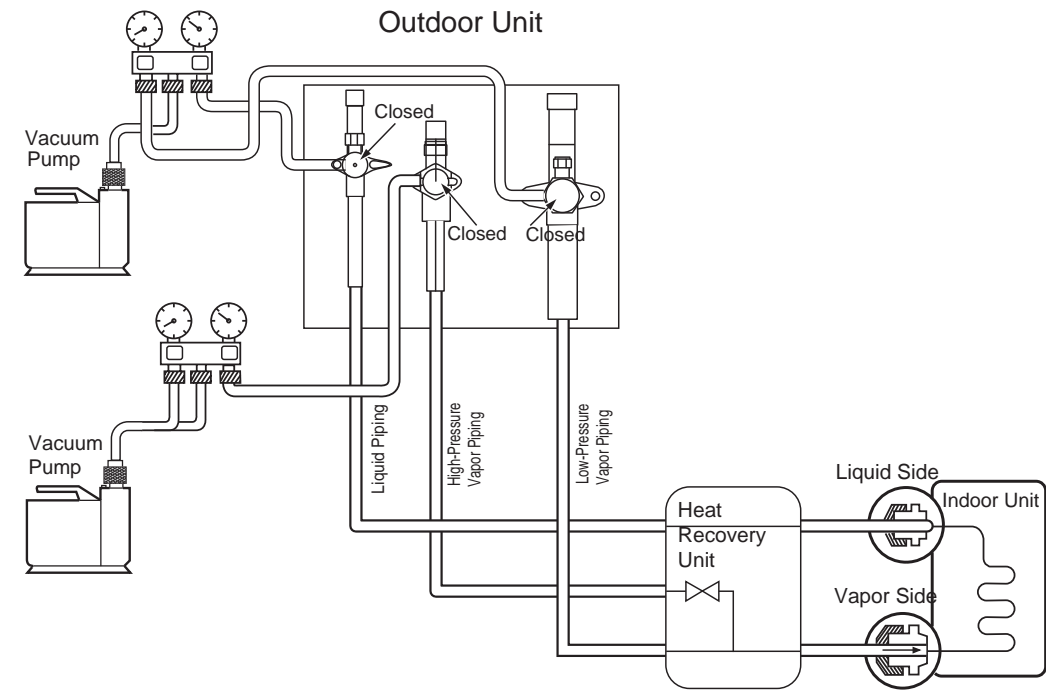 Outdoor Unit
Closed
Vacuum
Pump
Closed
Closed
Liquid Piping
High-Pressure
Vapor Piping
Low-Pressure
Vapor Piping
Vacuum
Pump
Liquid Side
Indoor Unit
Heat
Recovery
Unit
Vapor Side